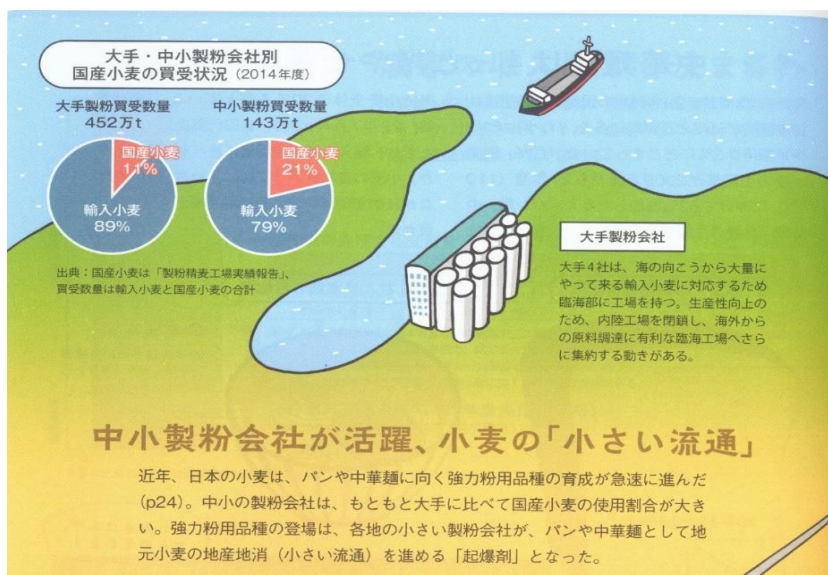 大手・中小製粉会社別
国産小麦の買受状況(2014年度)
大手製粉買受数量
452万t
国産小麦
11%
輸入小麦
89%
中小製粉買受数量
143万t
国産小麦
21%
輸入小麦
79%
出典:国産小麦は「製粉精麦工場実績報告」、
買受数量は輸入小麦と国産小麦の合計
大手製粉会社
大手4社は、海の向こうから大量に
やって来る輸入小麦に対応するため
臨海部に工場を持つ。生産性向上の
ため、内陸工場を閉鎖し、海外から
の原料調達に有利な臨海工場へさら
に集約する動きがある。
中小製粉会社が活躍、小麦の「小さい流通」
近年、日本の小麦は、パンや中華麺に向く強力粉用品種の育成が急速に進んだ
(p24)。中小の製粉会社は、もともと大手に比べて国産小麦の使用割合が大き
い。強力粉用品種の登場は、各地の小さい製粉会社が、パンや中華麺として地
元小麦の地産地消(小さい流通)を進める「起爆剤」となった。